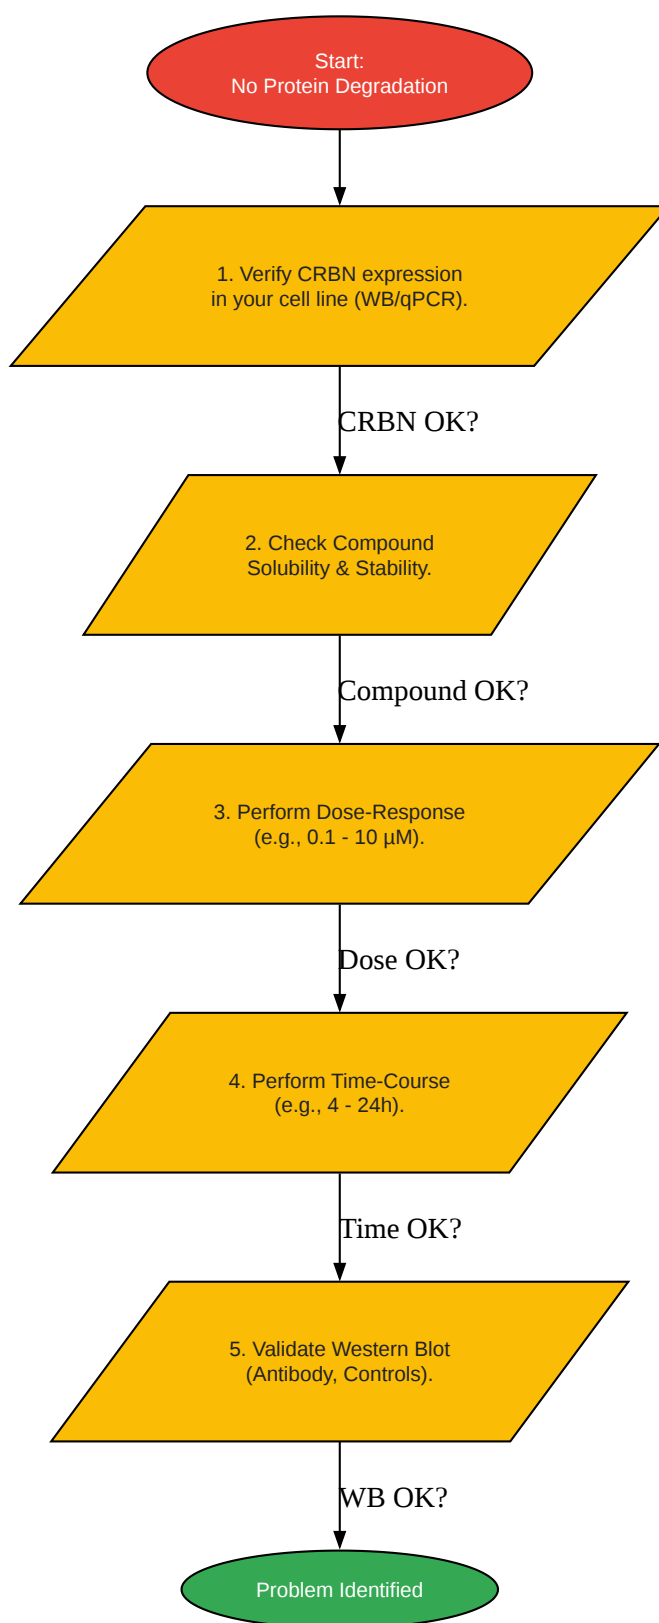 Start:
No Protein Degradation
1. Verify CRBN expression
in your cell line (WB/qPCR).
CRBN OK?
2. Check Compound
Solubility & Stability.
Compound OK?
3. Perform Dose-Response
(e.g., 0.1 - 10 µM).
Dose OK?
4. Perform Time-Course
(e.g., 4 - 24h).
Time OK?
5. Validate Western Blot
(Antibody, Controls).
WB OK?
Problem Identified